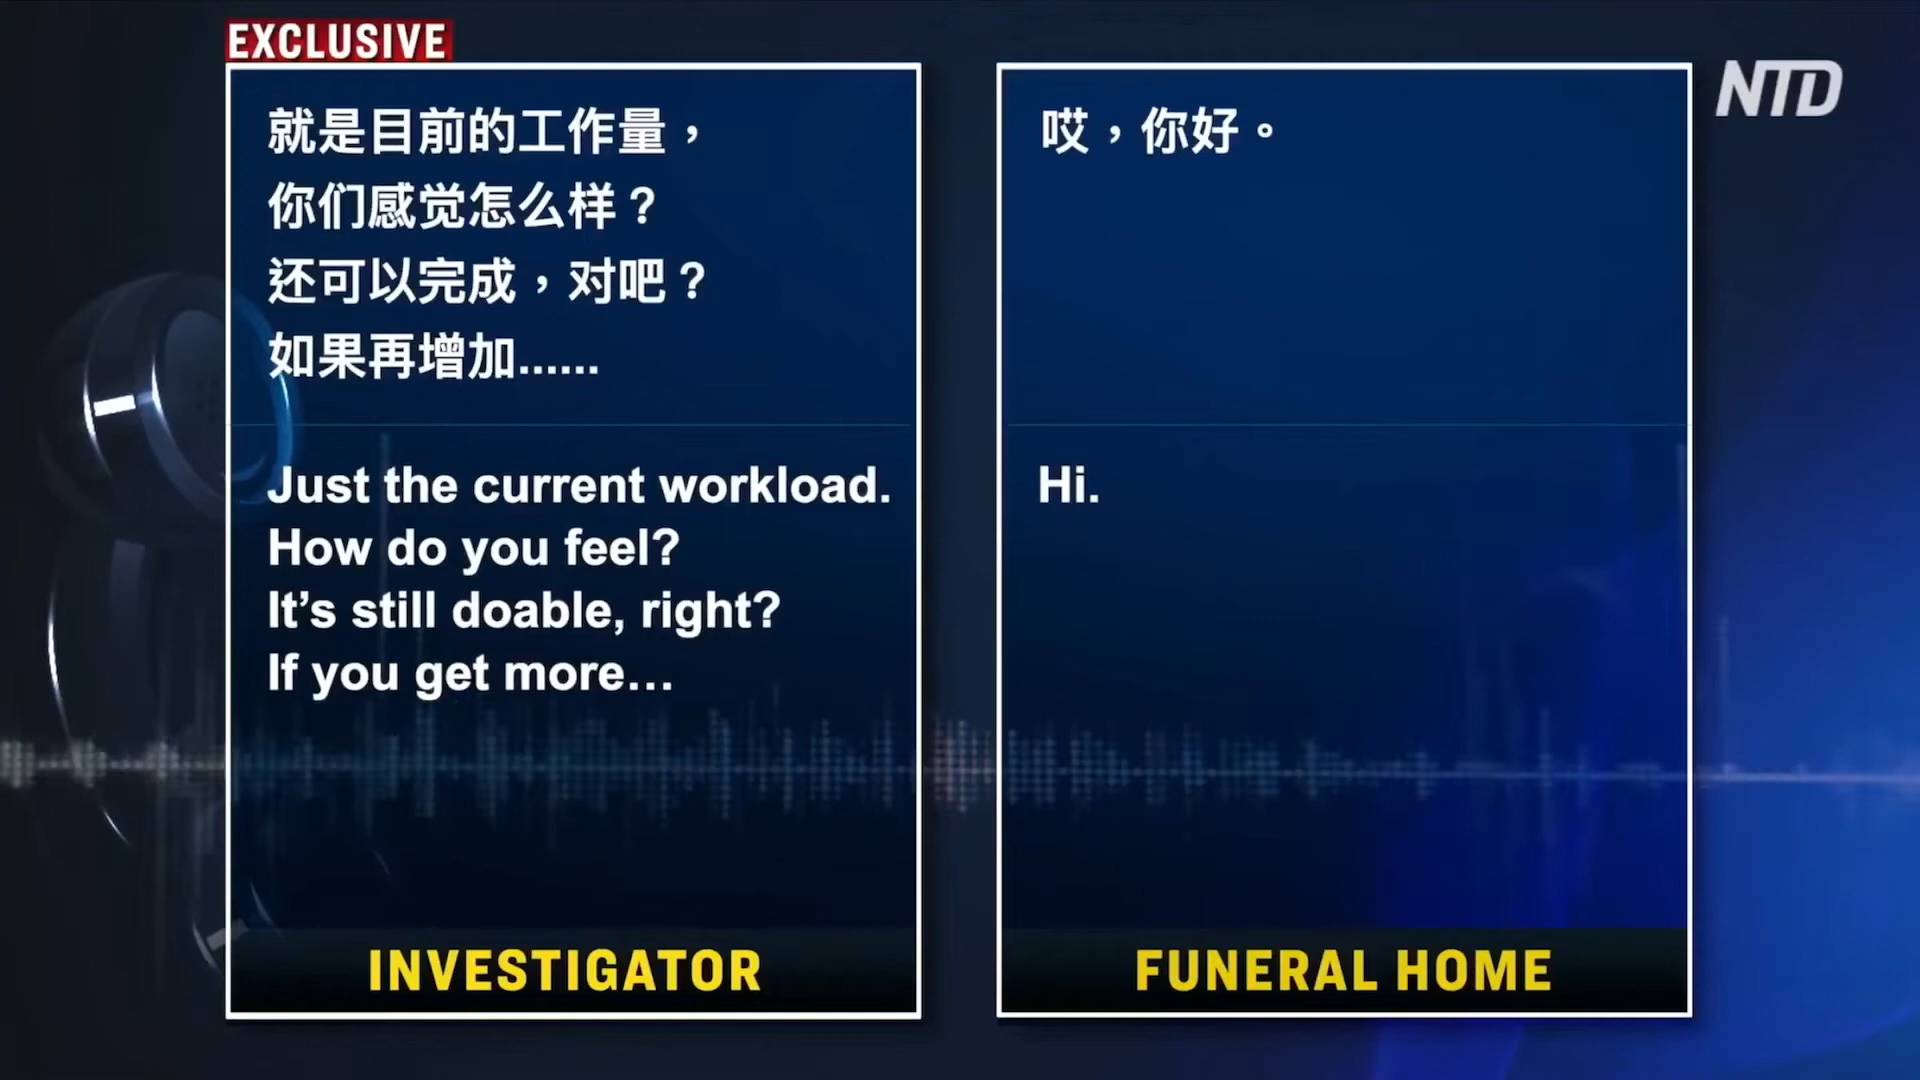 EXCLUSIVE
NTD
就是目前的工作量，
你们感觉怎么样？
还可以完成，对吧？
如果再增加......
Just the current workload.
How do you feel?
It’s still doable, right?
If you get more…
INVESTIGATOR
哎，你好。
Hi.
FUNERAL HOME